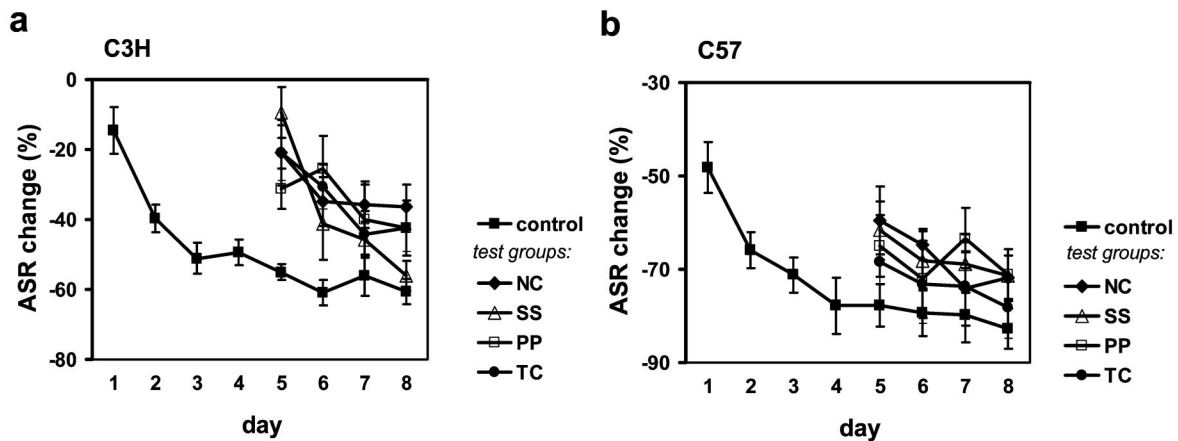 a
C3H
ASR change (%)
0
-20
-40
-60
-80
1 2 3 4 5 6 7 8
day
control
test groups:
NC
SS
PP
TC
b
C57
ASR change (%)
-30
-50
-70
-90
1 2 3 4 5 6 7 8
day
control
test groups:
NC
SS
PP
TC